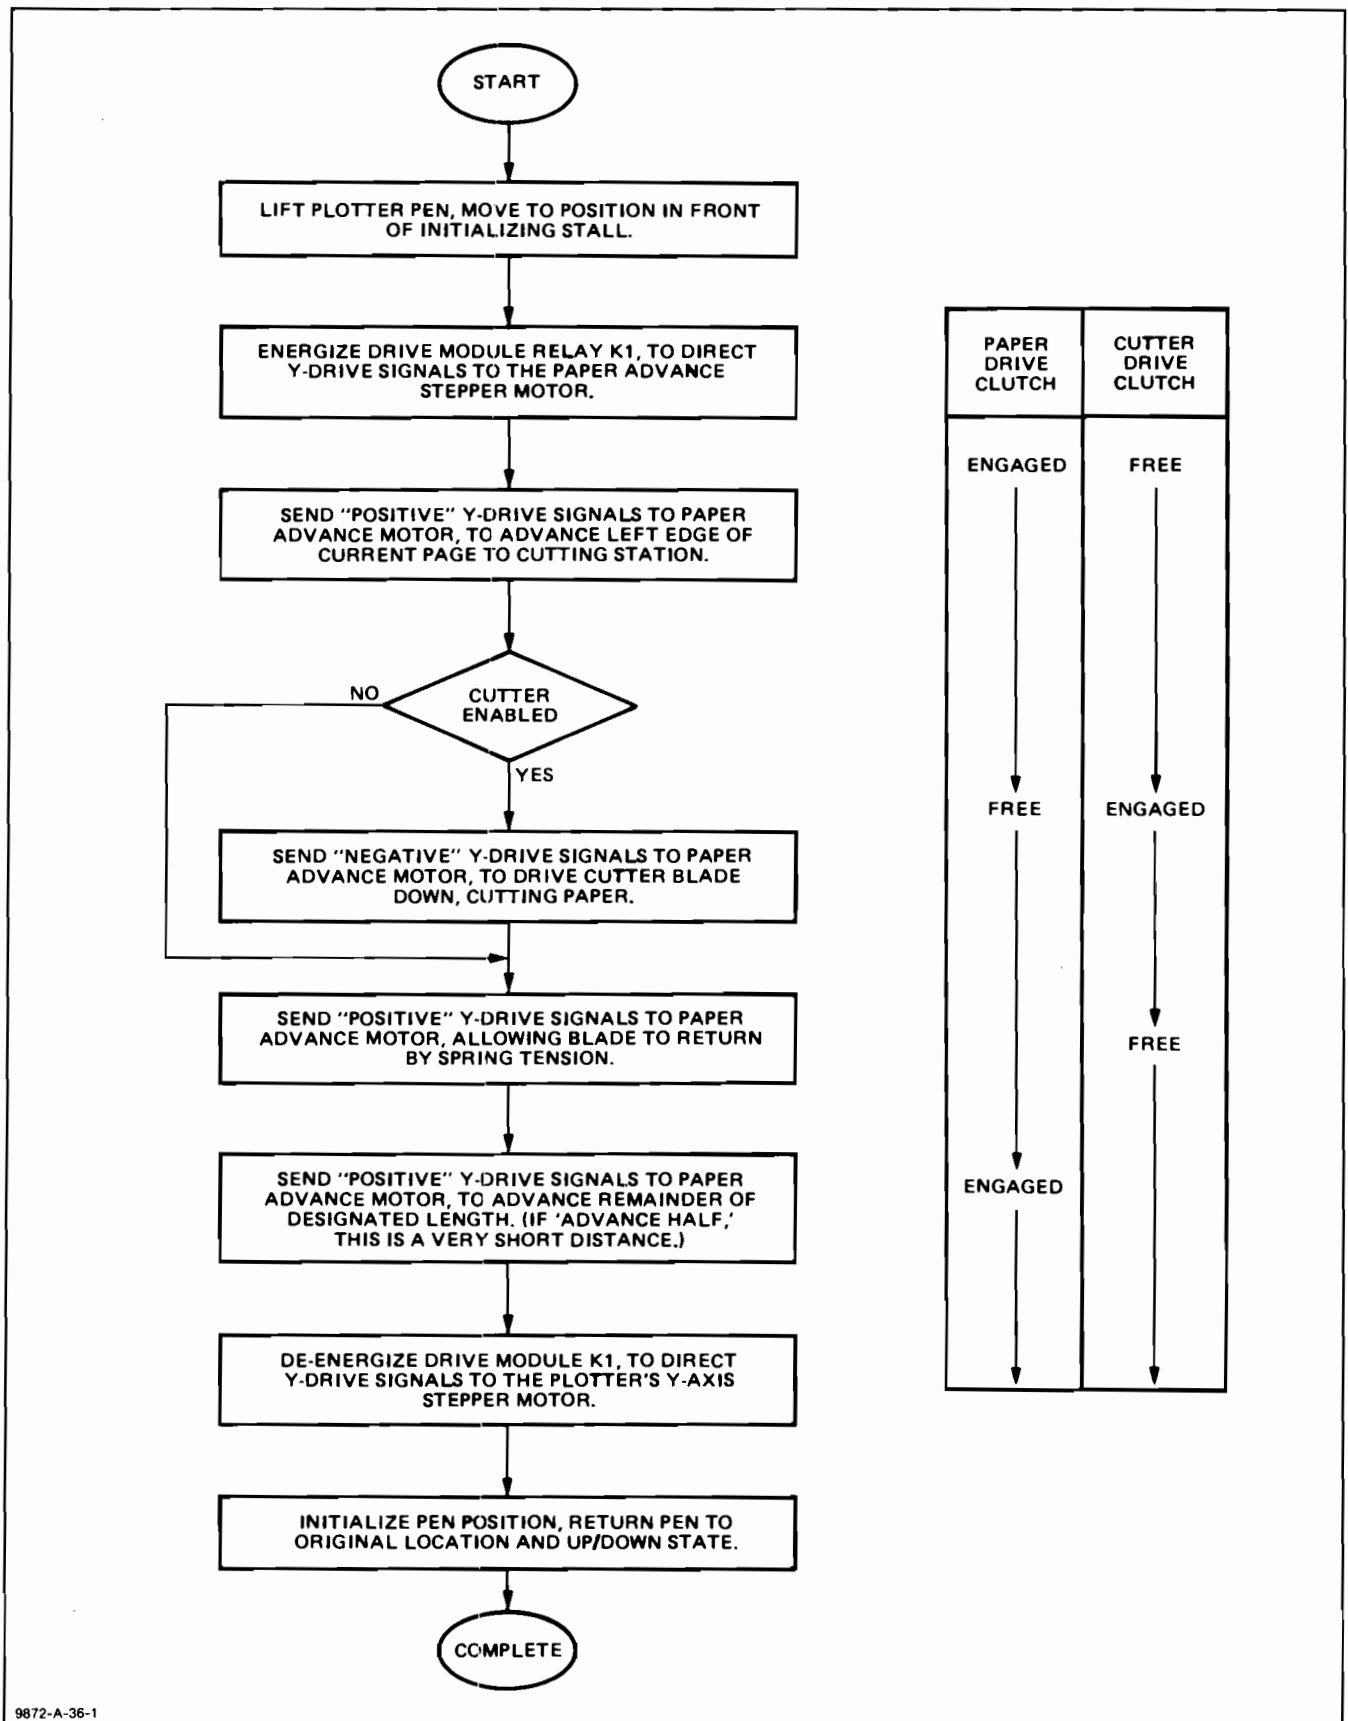 START
LIFT PLOTTER PEN, MOVE TO POSITION IN FRONT
OF INITIALIZING STALL.
ENERGIZE DRIVE MODULE RELAY K1, TO DIRECT
Y-DRIVE SIGNALS TO THE PAPER ADVANCE
STEPPER MOTOR.
SEND "POSITIVE" Y-DRIVE SIGNALS TO PAPER
ADVANCE MOTOR, TO ADVANCE LEFT EDGE OF
CURRENT PAGE TO CUTTING STATION.
NO
CUTTER
ENABLED
YES
SEND "NEGATIVE" Y-DRIVE SIGNALS TO PAPER
ADVANCE MOTOR, TO DRIVE CUTTER BLADE
DOWN, CUTTING PAPER.
SEND "POSITIVE" Y-DRIVE SIGNALS TO PAPER
ADVANCE MOTOR, ALLOWING BLADE TO RETURN
BY SPRING TENSION.
SEND "POSITIVE" Y-DRIVE SIGNALS TO PAPER
ADVANCE MOTOR, TO ADVANCE REMAINDER OF
DESIGNATED LENGTH. (IF 'ADVANCE HALF,'
THIS IS A VERY SHORT DISTANCE.)
DE-ENERGIZE DRIVE MODULE K1, TO DIRECT
Y-DRIVE SIGNALS TO THE PLOTTER'S Y-AXIS
STEPPER MOTOR.
INITIALIZE PEN POSITION, RETURN PEN TO
ORIGINAL LOCATION AND UP/DOWN STATE.
COMPLETE
PAPER
DRIVE
CLUTCH
CUTTER
DRIVE
CLUTCH
ENGAGED FREE
FREE ENGAGED
FREE
ENGAGED
9872-A-36-1